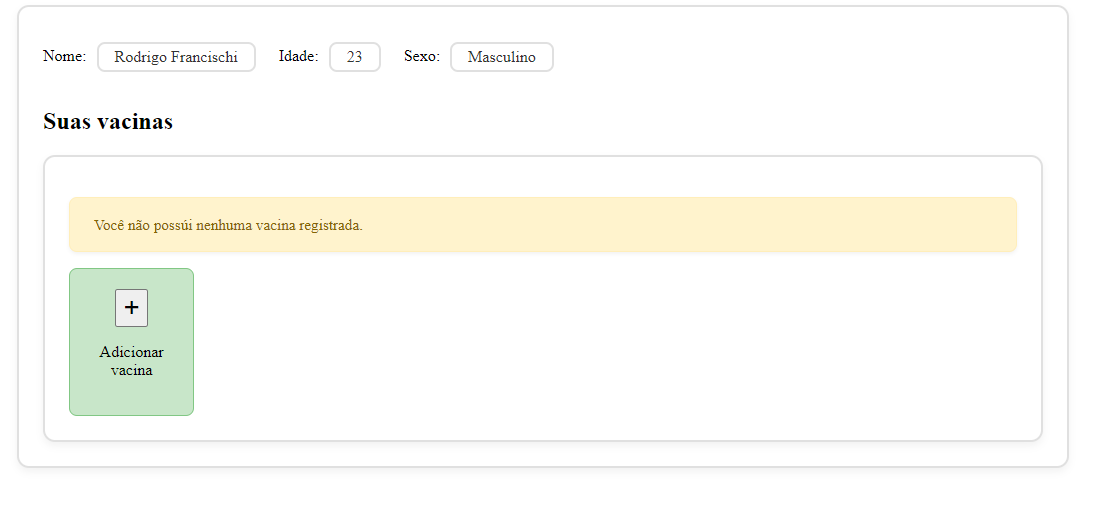 Nome: Rodrigo Francischi Idade: 23 Sexo: Masculino
Suas vacinas
Você não possúi nenhuma vacina registrada.
+
Adicionar
vacina